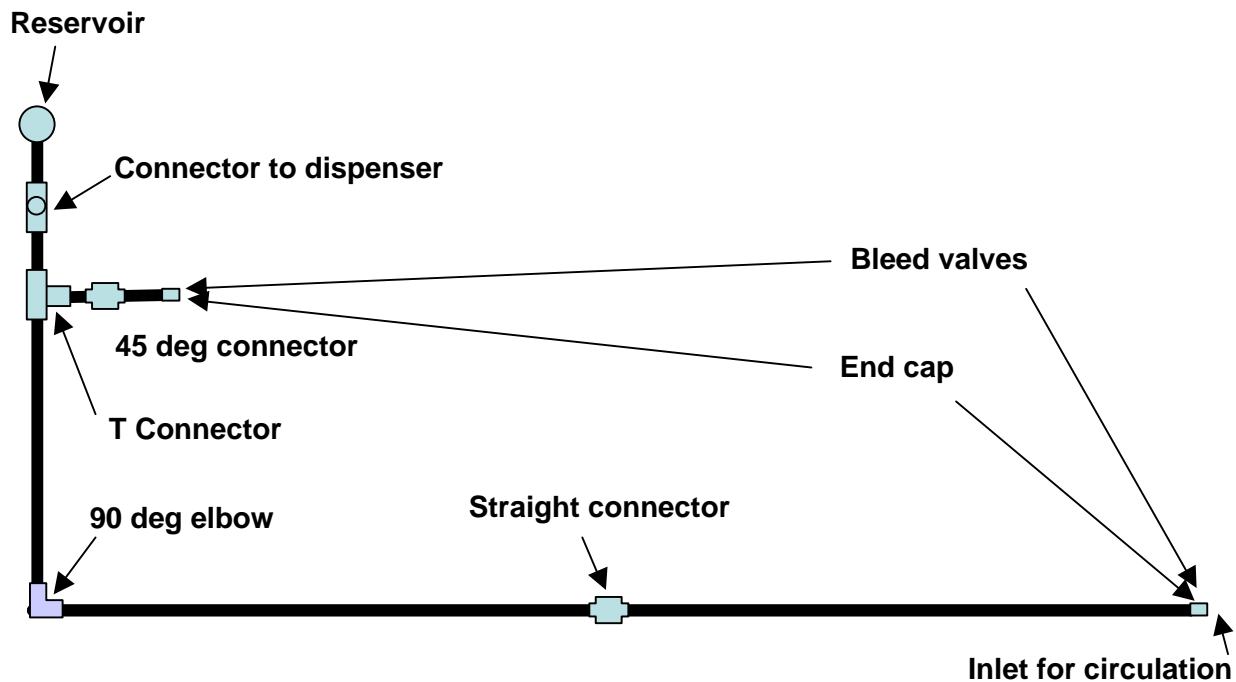 Reservoir
Connector to dispenser
Bleed valves
45 deg connector
End cap
T Connector
90 deg elbow
Straight connector
Inlet for circulation